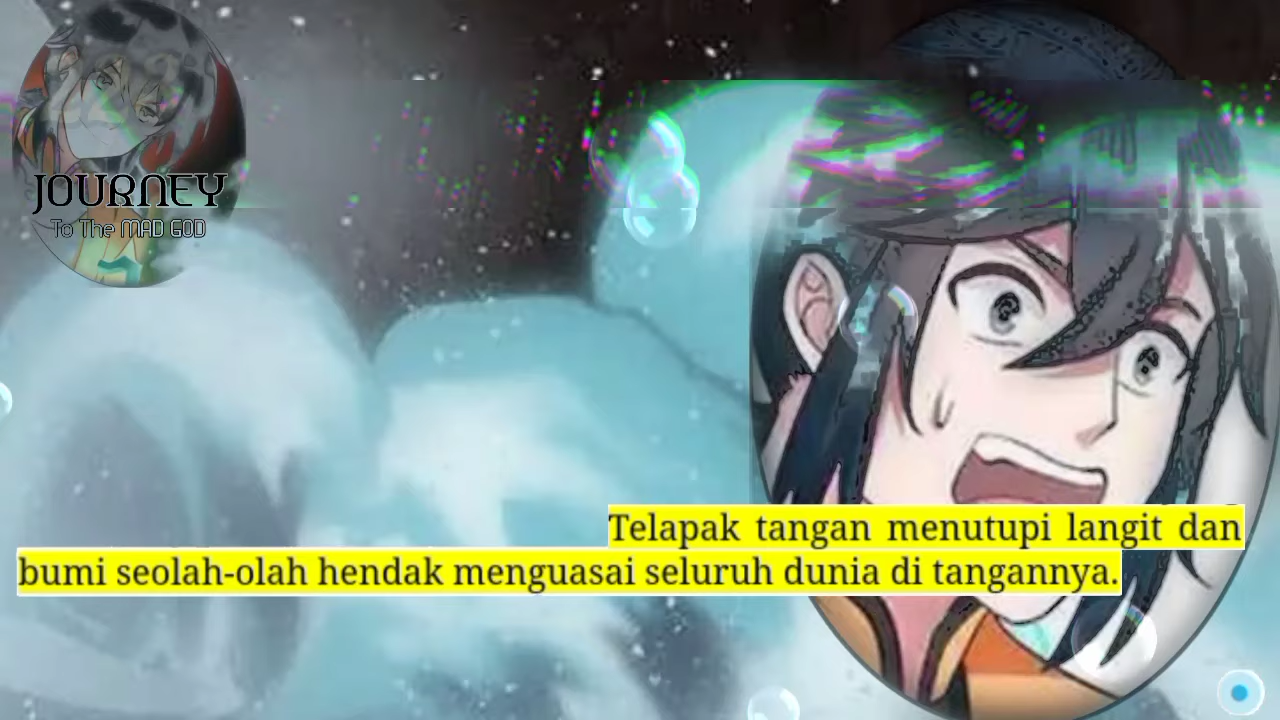 JOURNEY
To The MAD GOD
Telapak tangan menutupi langit dan
bumi seolah-olah hendak menguasai seluruh dunia di tangannya.